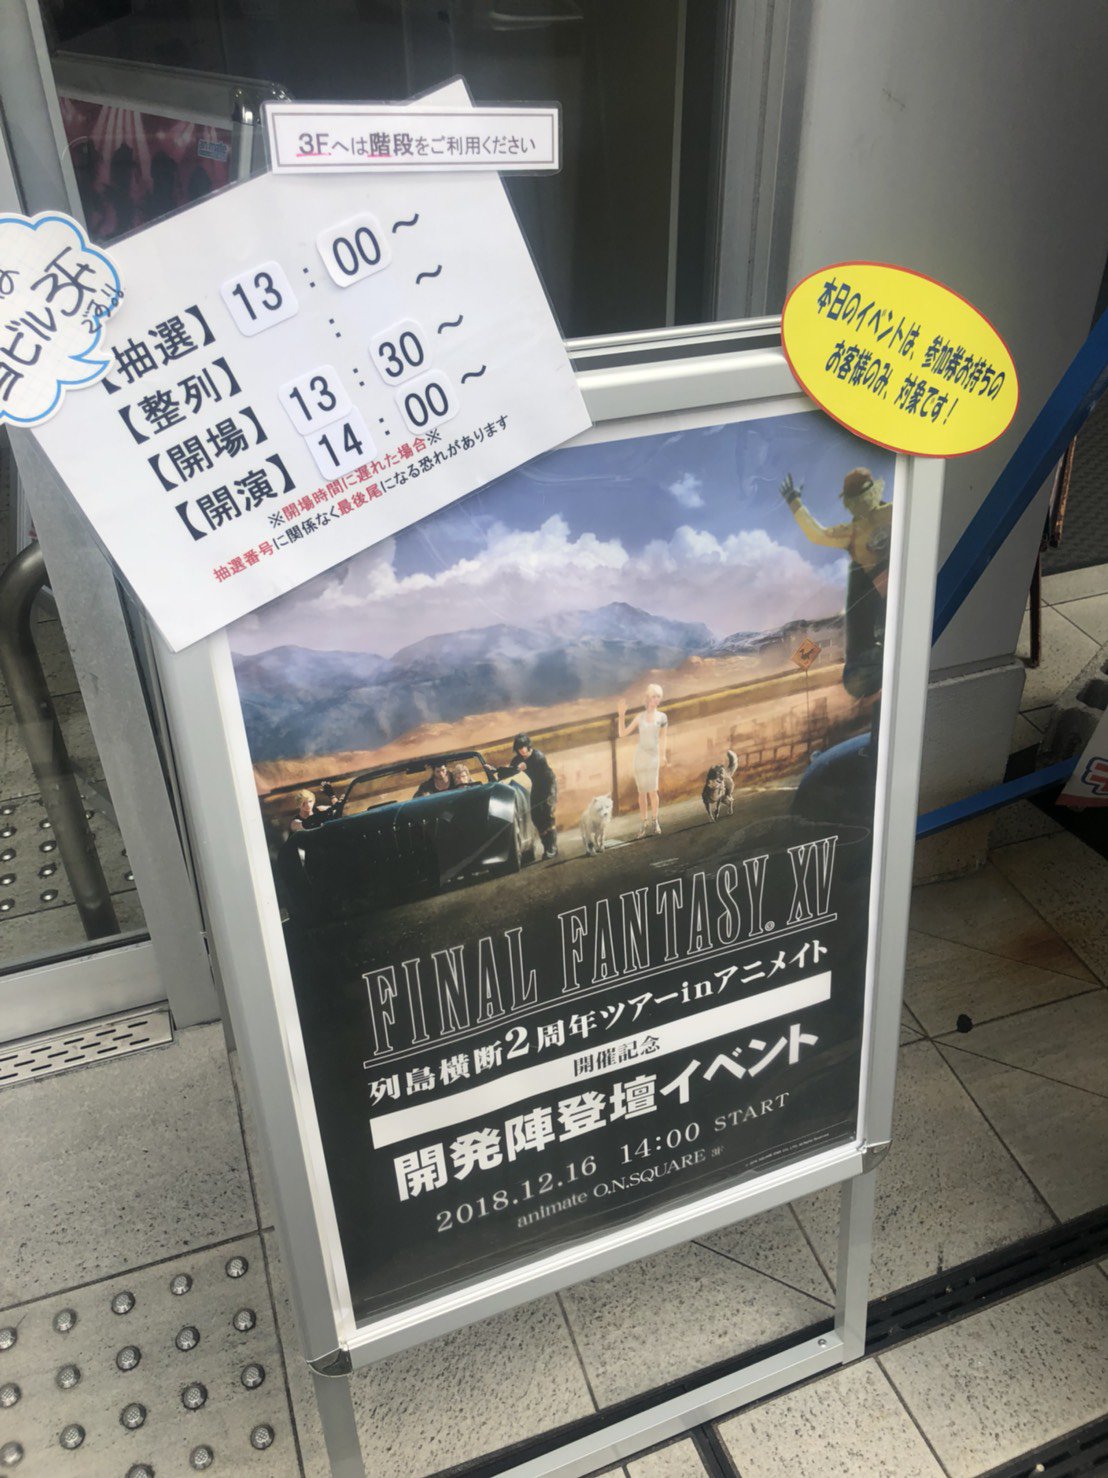 3Fへは階段をご利用ください
【抽選】 13:00～
【整列】 : ～
【開場】 13:30～
【開演】 14:00～
※開場時間に遅れた場合※
抽選番号に関係なく最後尾になる恐れがあります
本日のイベントは、参加券お持ちの
お客様のみ、対象です！
FINAL FANTASY® XV
列島横断2周年ツアーinアニメイト
開催記念
開発陣登壇イベント
2018.12.16 14:00 START
animate O.N.SQUARE 3F